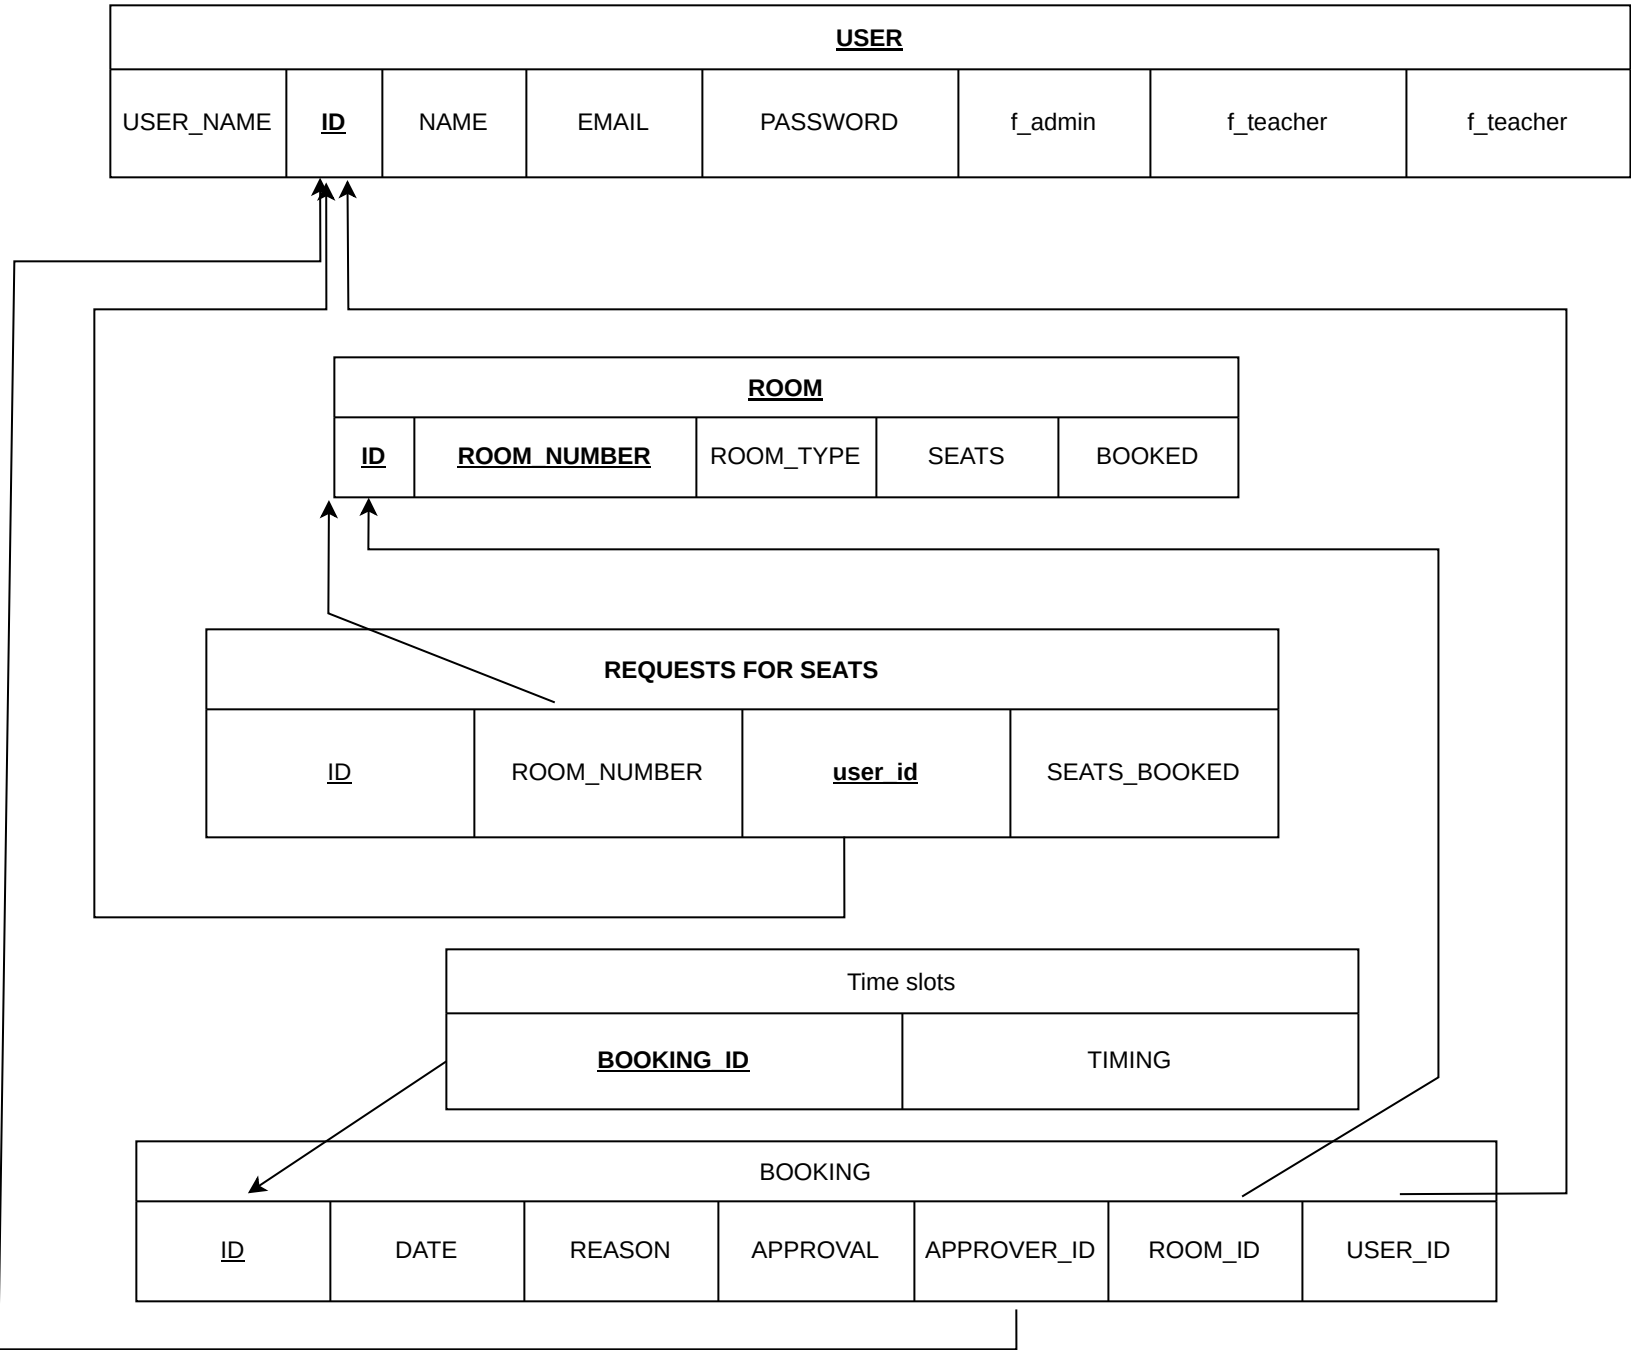 USER
USER_NAME ID NAME EMAIL PASSWORD f_admin f_teacher f_teacher
ROOM
ID ROOM_NUMBER ROOM_TYPE SEATS BOOKED
REQUESTS FOR SEATS
ID ROOM_NUMBER user_id SEATS_BOOKED
Time slots
BOOKING_ID TIMING
BOOKING
ID DATE REASON APPROVAL APPROVER_ID ROOM_ID USER_ID